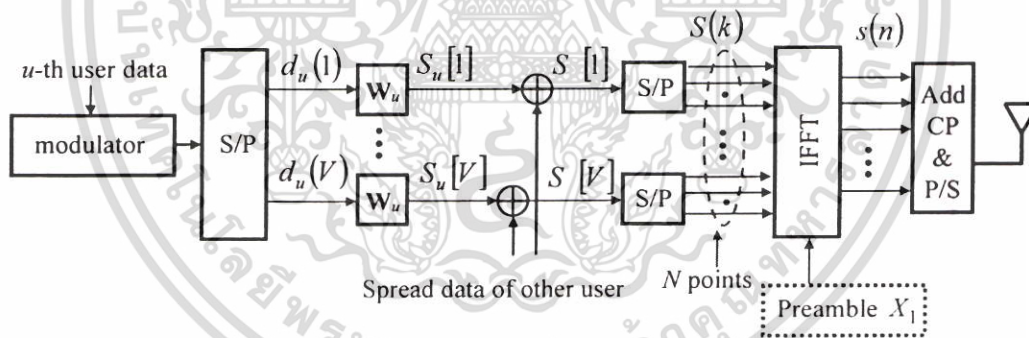 u-th user data
modulator
S/P
d_u(1)
d_u(V)
W_u
W_u
S_u[1]
S_u[V]
S [1]
S [V]
S/P
S/P
S(k)
N points
IFFT
s(n)
Add
CP
&
P/S
Spread data of other user
Preamble X_1